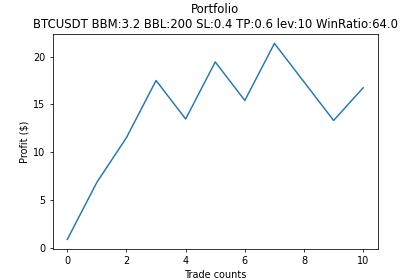 Portfolio
BTCUSDT BBM:3.2 BBL:200 SL:0.4 TP:0.6 lev:10 WinRatio:64.0
20
15
10
5
0
Profit ($)
0 2 4 6 8 10
Trade counts